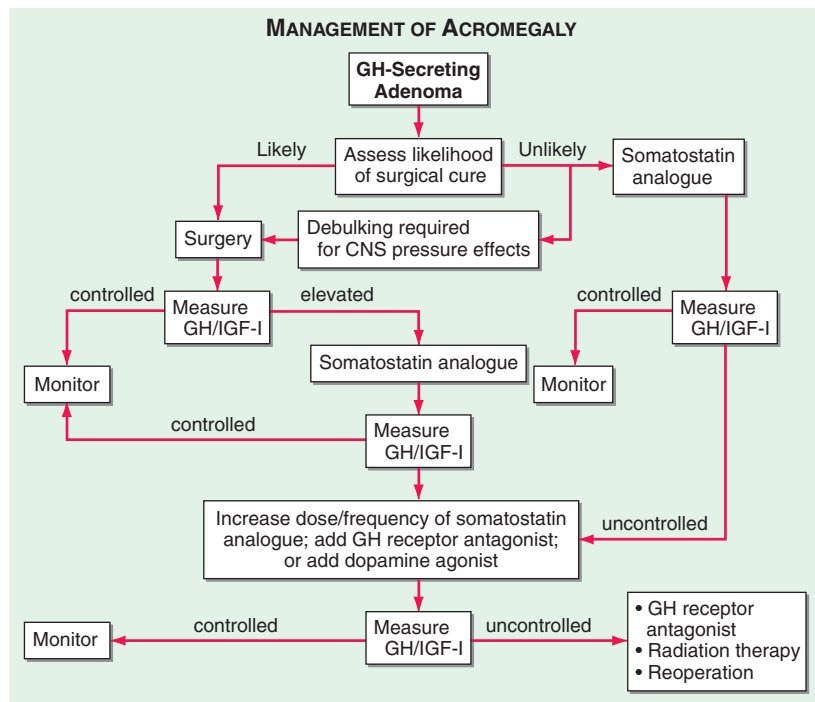 MANAGEMENT OF ACROMEGALY
GH-Secreting
Adenoma
Likely
Assess likelihood
of surgical cure
Unlikely
Somatostatin
analogue
Surgery
Debulking required
for CNS pressure effects
controlled
Measure
GH/IGF-I
elevated
controlled
Measure
GH/IGF-I
Somatostatin analogue
Monitor
Monitor
controlled
Measure
GH/IGF-I
Increase dose/frequency of somatostatin
analogue; add GH receptor antagonist;
or add dopamine agonist
uncontrolled
Monitor
controlled
Measure
GH/IGF-I
uncontrolled
• GH receptor
antagonist
• Radiation therapy
• Reoperation